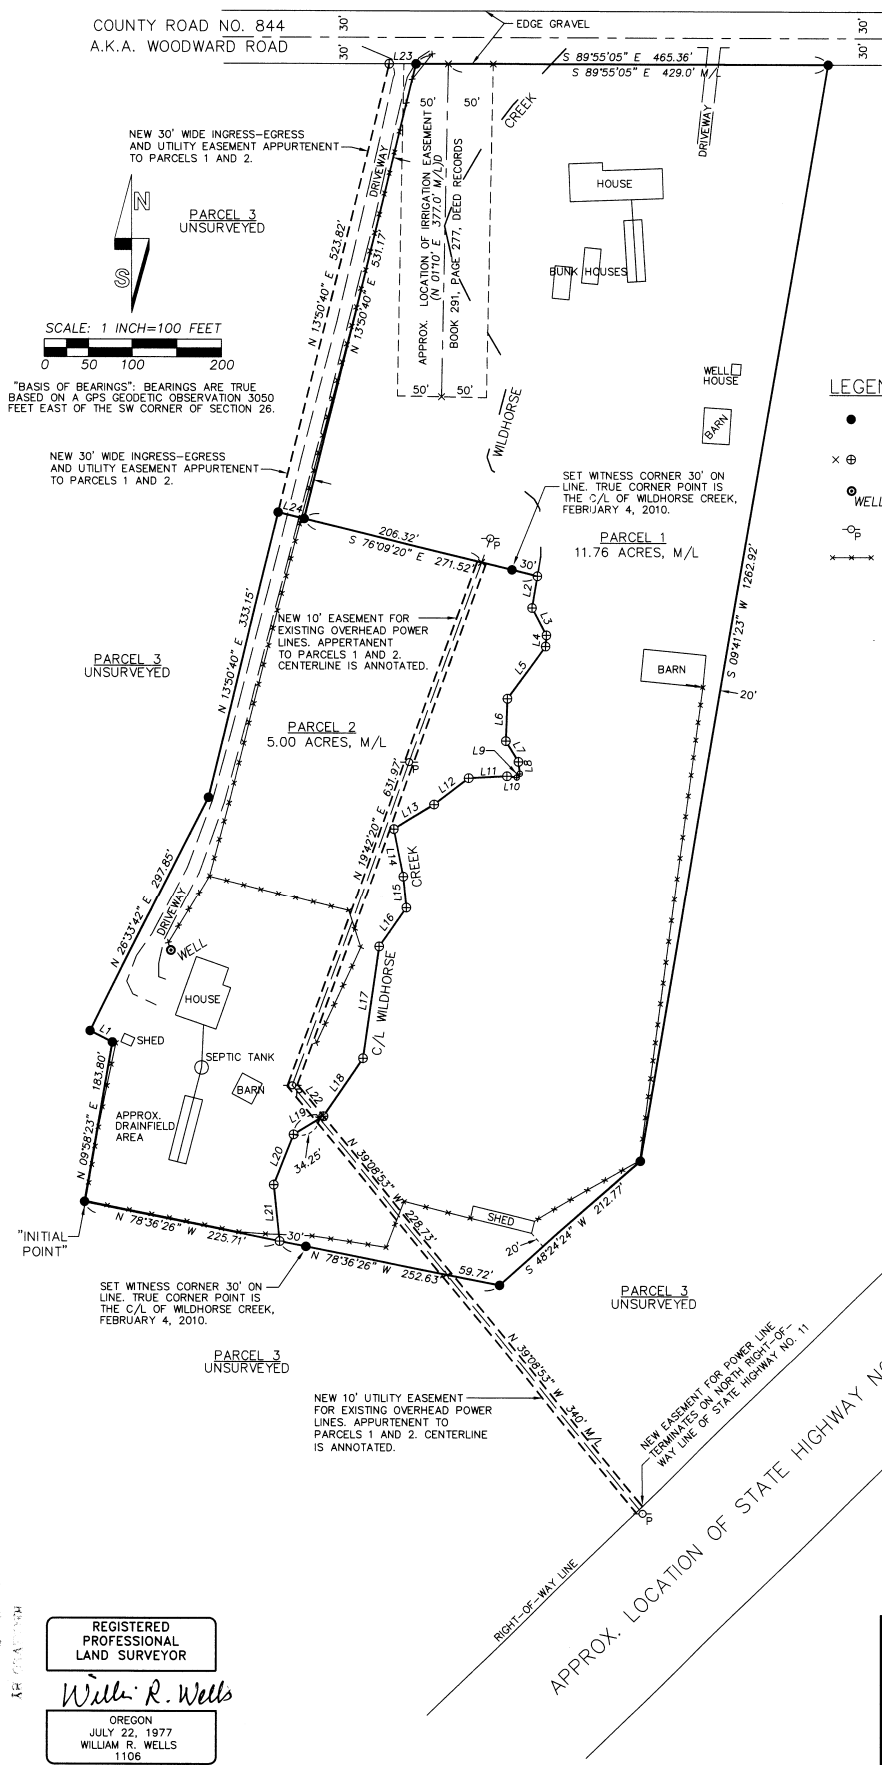 COUNTY ROAD NO. 844
A.K.A. WOODWARD ROAD
30'
30'
L23
EDGE GRAVEL
30'
30'
S 89°55'05" E 465.36'
S 89°55'05" E 429.0' M/L
50'
50'
CREEK
DRIVEWAY
NEW 30' WIDE INGRESS-EGRESS
AND UTILITY EASEMENT APPURTENENT
TO PARCELS 1 AND 2.
DRIVEWAY
APPROX. LOCATION OF IRRIGATION EASEMENT
(N 01°10' E 377.0' M/L)D
BOOK 291, PAGE 277, DEED RECORDS
HOUSE
N
S
PARCEL 3
UNSURVEYED
N 13°50'40" E 523.82'
N 13°50'40" E 531.17'
BUNK HOUSES
SCALE: 1 INCH=100 FEET
0 50 100 200
"BASIS OF BEARINGS": BEARINGS ARE TRUE
BASED ON A GPS GEODETIC OBSERVATION 3050
FEET EAST OF THE SW CORNER OF SECTION 26.
50'
50'
WELL
HOUSE
BARN
WILDHORSE
NEW 30' WIDE INGRESS-EGRESS
AND UTILITY EASEMENT APPURTENENT
TO PARCELS 1 AND 2.
WELL
P
SET WITNESS CORNER 30' ON
LINE. TRUE CORNER POINT IS
THE C/L OF WILDHORSE CREEK,
FEBRUARY 4, 2010.
L24
206.32'
S 76°09'20" E 271.52'
P
30'
PARCEL 1
11.76 ACRES, M/L
S 09°41'23" W 1262.92'
L2
L3
L4
L5
L6
L7
L8
L9
L10
L11
L12
L13
NEW 10' EASEMENT FOR
EXISTING OVERHEAD POWER
LINES. APPERTANENT
TO PARCELS 1 AND 2.
CENTERLINE IS ANNOTATED.
PARCEL 3
UNSURVEYED
N 13°50'40" E 333.15'
BARN
20'
PARCEL 2
5.00 ACRES, M/L
P
N 19°42'20" E 631.97'
L14
L15
L16
L17
L18
C/L WILDHORSE
CREEK
N 26°33'42" E 297.85'
DRIVEWAY
WELL
HOUSE
L1
SHED
SEPTIC TANK
BARN
N 09°58'23" E 183.80'
APPROX.
DRAINFIELD
AREA
L22
L19
L20
L21
34.25'
N 39°08'53" W 228.73'
SHED
20'
S 48°24'24" W 212.77'
"INITIAL
POINT"
N 78°36'26" W 225.71'
30'
N 78°36'26" W 252.63'
59.72'
SET WITNESS CORNER 30' ON
LINE. TRUE CORNER POINT IS
THE C/L OF WILDHORSE CREEK,
FEBRUARY 4, 2010.
PARCEL 3
UNSURVEYED
PARCEL 3
UNSURVEYED
N 39°08'53" W 340' M/L
NEW EASEMENT FOR POWER LINE
TERMINATES ON NORTH RIGHT-OF-
WAY LINE OF STATE HIGHWAY NO. 11
NEW 10' UTILITY EASEMENT
FOR EXISTING OVERHEAD POWER
LINES. APPURTENENT TO
PARCELS 1 AND 2. CENTERLINE
IS ANNOTATED.
P
RIGHT-OF-WAY LINE
APPROX. LOCATION OF STATE HIGHWAY
REGISTERED
PROFESSIONAL
LAND SURVEYOR
Willi R. Wells
OREGON
JULY 22, 1977
WILLIAM R. WELLS
1106